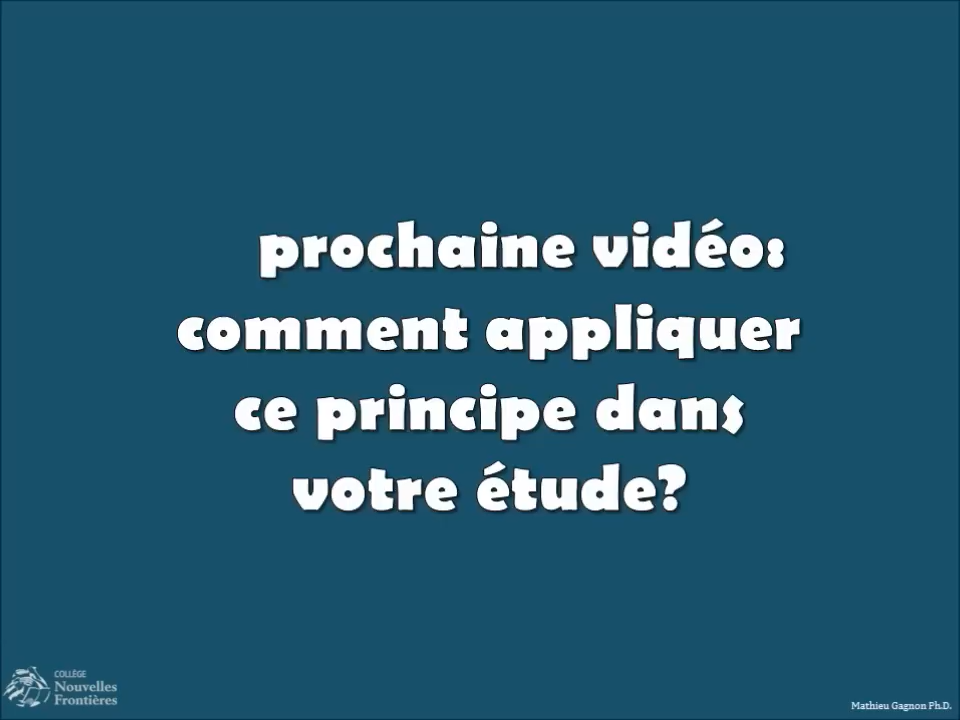 prochaine vidéo:
comment appliquer
ce principe dans
votre étude?
COLLÈGE
Nouvelles
Frontières
Mathieu Gagnon Ph.D.